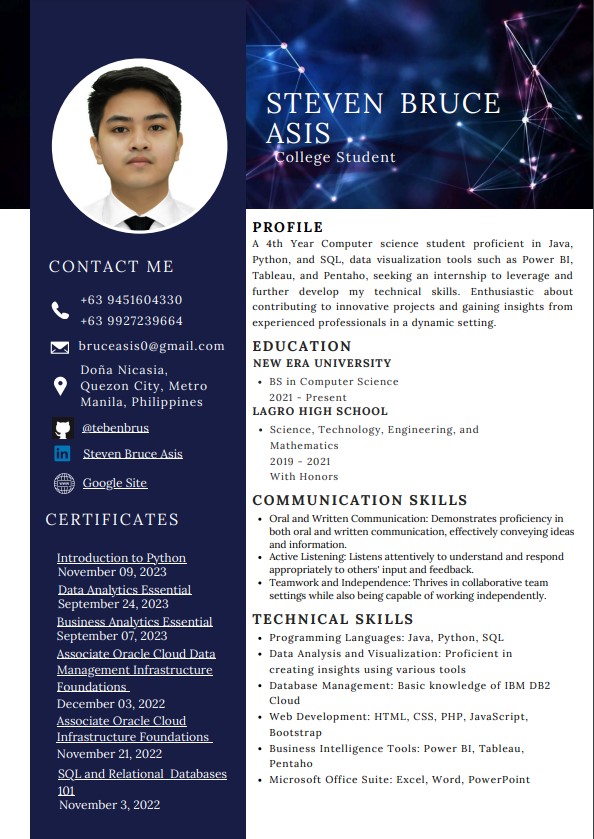 STEVEN BRUCE
ASIS
College Student
CONTACT ME
+63 9451604330
+63 9927239664
bruceasis0@gmail.com
Doña Nicasia,
Quezon City, Metro
Manila, Philippines
@tebenbrus
in
Steven Bruce Asis
Google Site
CERTIFICATES
Introduction to Python
November 09, 2023
Data Analytics Essential
September 24, 2023
Business Analytics Essential
September 07, 2023
Associate Oracle Cloud Data
Management Infrastructure
Foundations
December 03, 2022
Associate Oracle Cloud
Infrastructure Foundations
November 21, 2022
SQL and Relational Databases
101
November 3, 2022
PROFILE
A 4th Year Computer science student proficient in Java,
Python, and SQL, data visualization tools such as Power BI,
Tableau, and Pentaho, seeking an internship to leverage and
further develop my technical skills. Enthusiastic about
contributing to innovative projects and gaining insights from
experienced professionals in a dynamic setting.
EDUCATION
NEW ERA UNIVERSITY
• BS in Computer Science
2021 - Present
LAGRO HIGH SCHOOL
• Science, Technology, Engineering, and
Mathematics
2019 - 2021
With Honors
COMMUNICATION SKILLS
• Oral and Written Communication: Demonstrates proficiency in
both oral and written communication, effectively conveying ideas
and information.
• Active Listening: Listens attentively to understand and respond
appropriately to others' input and feedback.
• Teamwork and Independence: Thrives in collaborative team
settings while also being capable of working independently.
TECHNICAL SKILLS
• Programming Languages: Java, Python, SQL
• Data Analysis and Visualization: Proficient in
creating insights using various tools
• Database Management: Basic knowledge of IBM DB2
Cloud
• Web Development: HTML, CSS, PHP, JavaScript,
Bootstrap
• Business Intelligence Tools: Power BI, Tableau,
Pentaho
• Microsoft Office Suite: Excel, Word, PowerPoint